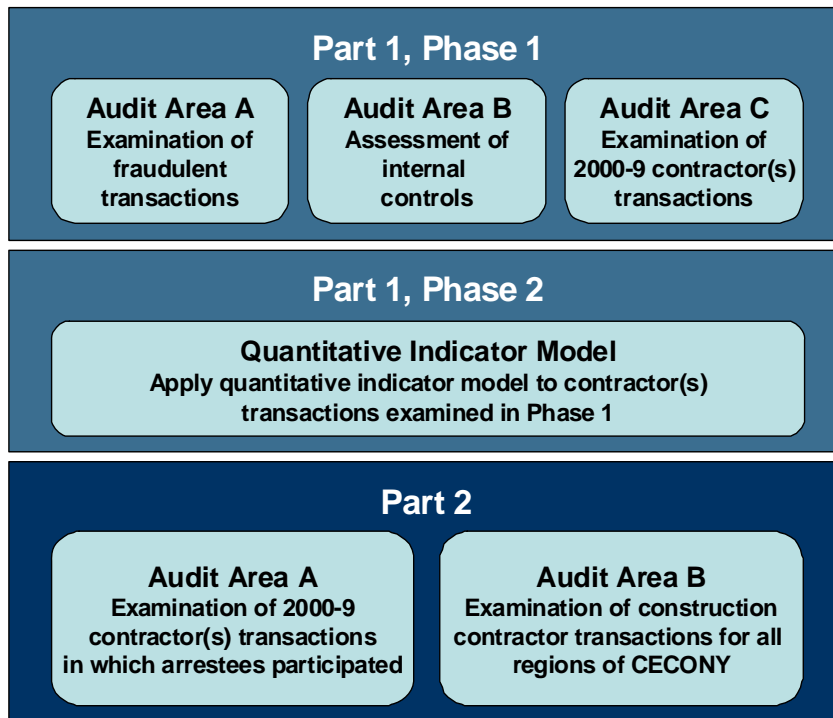 Part 1, Phase 1
Audit Area A
Examination of
fraudulent
transactions
Audit Area B
Assessment of
internal
controls
Audit Area C
Examination of
2000-9 contractor(s)
transactions
Part 1, Phase 2
Quantitative Indicator Model
Apply quantitative indicator model to contractor(s)
transactions examined in Phase 1
Part 2
Audit Area A
Examination of 2000-9
contractor(s) transactions
in which arrestees participated
Audit Area B
Examination of construction
contractor transactions for all
regions of CECONY